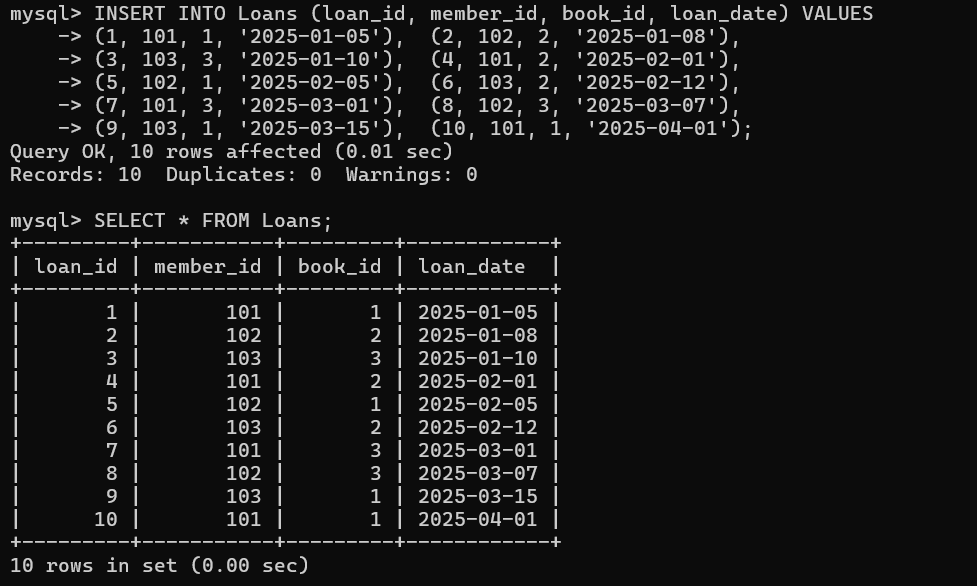 mysql> INSERT INTO Loans (loan_id, member_id, book_id, loan_date) VALUES
    -> (1, 101, 1, '2025-01-05'),  (2, 102, 2, '2025-01-08'),
    -> (3, 103, 3, '2025-01-10'),  (4, 101, 2, '2025-02-01'),
    -> (5, 102, 1, '2025-02-05'),  (6, 103, 2, '2025-02-12'),
    -> (7, 101, 3, '2025-03-01'),  (8, 102, 3, '2025-03-07'),
    -> (9, 103, 1, '2025-03-15'),  (10, 101, 1, '2025-04-01');
Query OK, 10 rows affected (0.01 sec)
Records: 10  Duplicates: 0  Warnings: 0

mysql> SELECT * FROM Loans;
+---------+-----------+---------+------------+
| loan_id | member_id | book_id | loan_date  |
+---------+-----------+---------+------------+
|       1 |       101 |       1 | 2025-01-05 |
|       2 |       102 |       2 | 2025-01-08 |
|       3 |       103 |       3 | 2025-01-10 |
|       4 |       101 |       2 | 2025-02-01 |
|       5 |       102 |       1 | 2025-02-05 |
|       6 |       103 |       2 | 2025-02-12 |
|       7 |       101 |       3 | 2025-03-01 |
|       8 |       102 |       3 | 2025-03-07 |
|       9 |       103 |       1 | 2025-03-15 |
|      10 |       101 |       1 | 2025-04-01 |
+---------+-----------+---------+------------+
10 rows in set (0.00 sec)